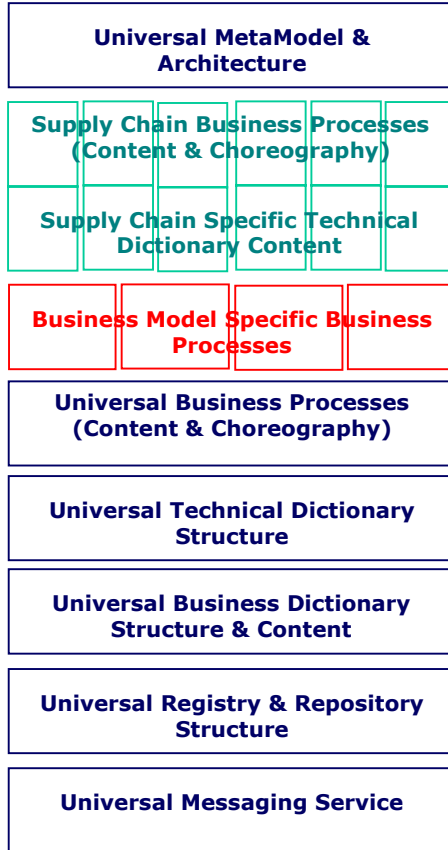 Universal MetaModel &
Architecture
Supply Chain Business Processes
(Content & Choreography)
Supply Chain Specific Technical
Dictionary Content
Business Model Specific Business
Processes
Universal Business Processes
(Content & Choreography)
Universal Technical Dictionary
Structure
Universal Business Dictionary
Structure & Content
Universal Registry & Repository
Structure
Universal Messaging Service